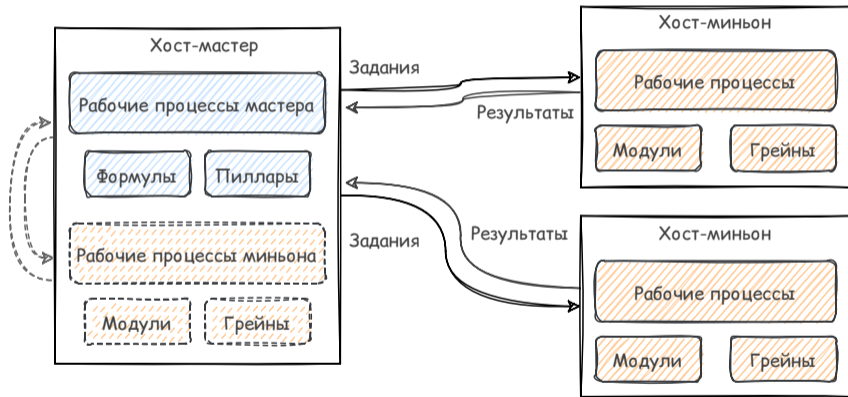 Хост-мастер
Рабочие процессы мастера
Формулы
Пиллары
Рабочие процессы миньона
Модули
Грейны
Задания
Результаты
Задания
Результаты
Хост-миньон
Рабочие процессы
Модули
Грейны
Хост-миньон
Рабочие процессы
Модули
Грейны